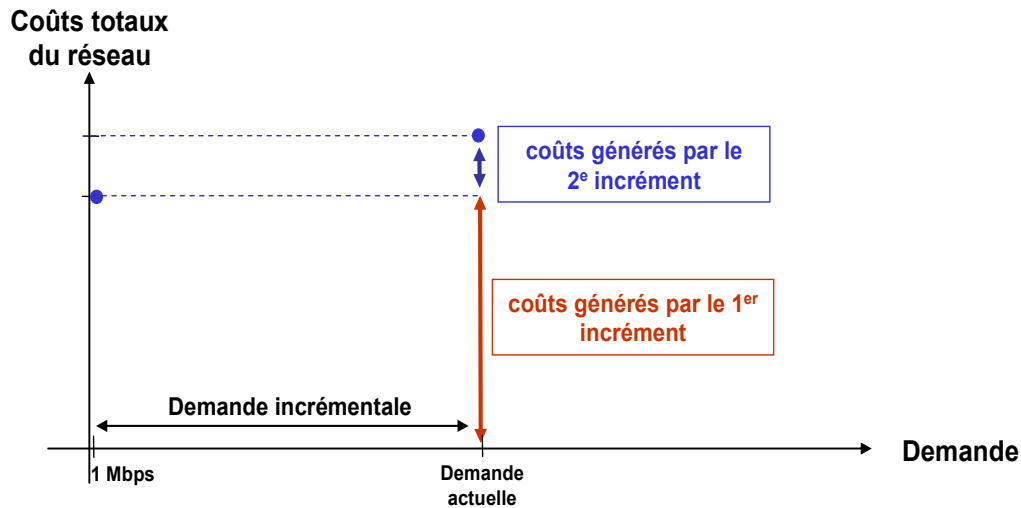 Coûts totaux
du réseau
coûts générés par le
2e incrément
coûts générés par le 1er
incrément
Demande incrémentale
Demande
1 Mbps
Demande
actuelle